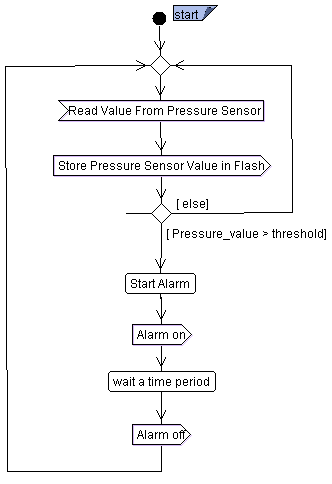 start
Read Value From Pressure Sensor
Store Pressure Sensor Value in Flash
[ else]
[ Pressure_value > threshold]
Start Alarm
Alarm on
wait a time period
Alarm off